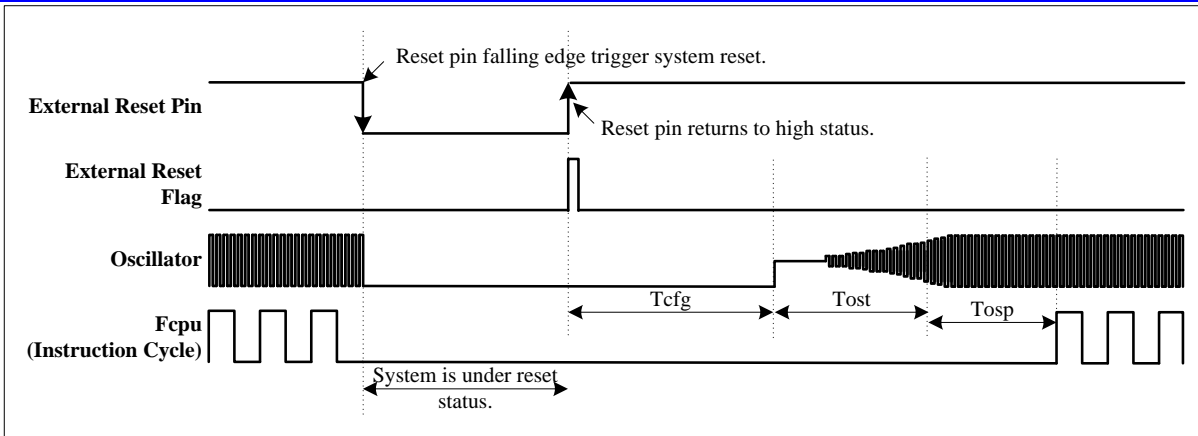 Reset pin falling edge trigger system reset.
External Reset Pin
Reset pin returns to high status.
External Reset
Flag
Oscillator
Tcfg
Tost
Tosp
Fcpu
(Instruction Cycle)
System is under reset
status.